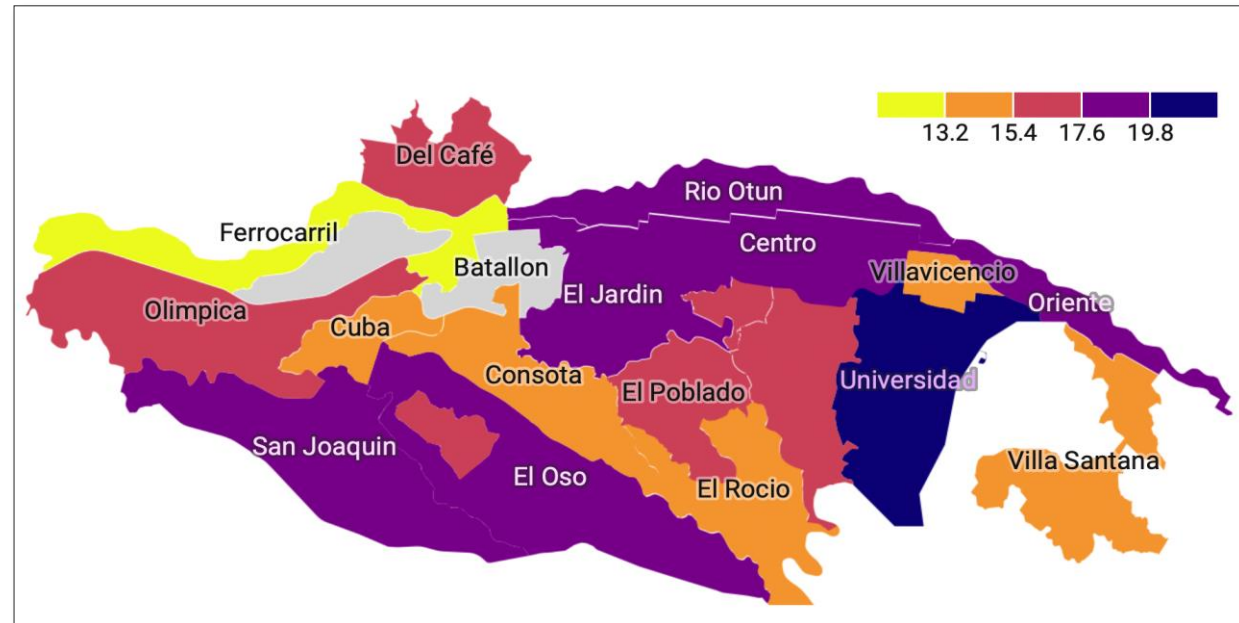 13.2 15.4 17.6 19.8
Del Café
Rio Otun
Ferrocarril
Centro
Batallon
Villavicencio
El Jardin
Oriente
Olimpica
Cuba
Consota
El Poblado
Universidad
San Joaquin
El Oso
El Rocio
Villa Santana